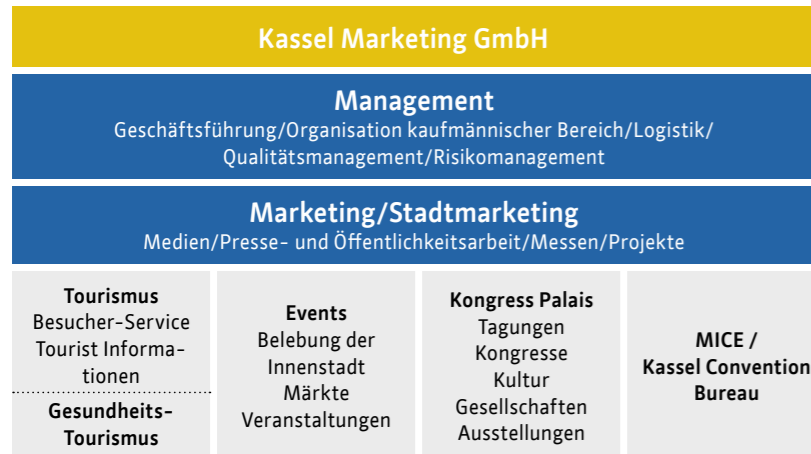 Kassel Marketing GmbH
Management
Geschäftsführung/Organisation kaufmännischer Bereich/Logistik/
Qualitätsmanagement/Risikomanagement
Marketing/Stadtmarketing
Medien/Presse- und Öffentlichkeitsarbeit/Messen/Projekte
Tourismus
Besucher-Service
Tourist Informa-
tionen
Gesundheits-
Tourismus
Events
Belebung der
Innenstadt
Märkte
Veranstaltungen
Kongress Palais
Tagungen
Kongresse
Kultur
Gesellschaften
Ausstellungen
MICE /
Kassel Convention
Bureau